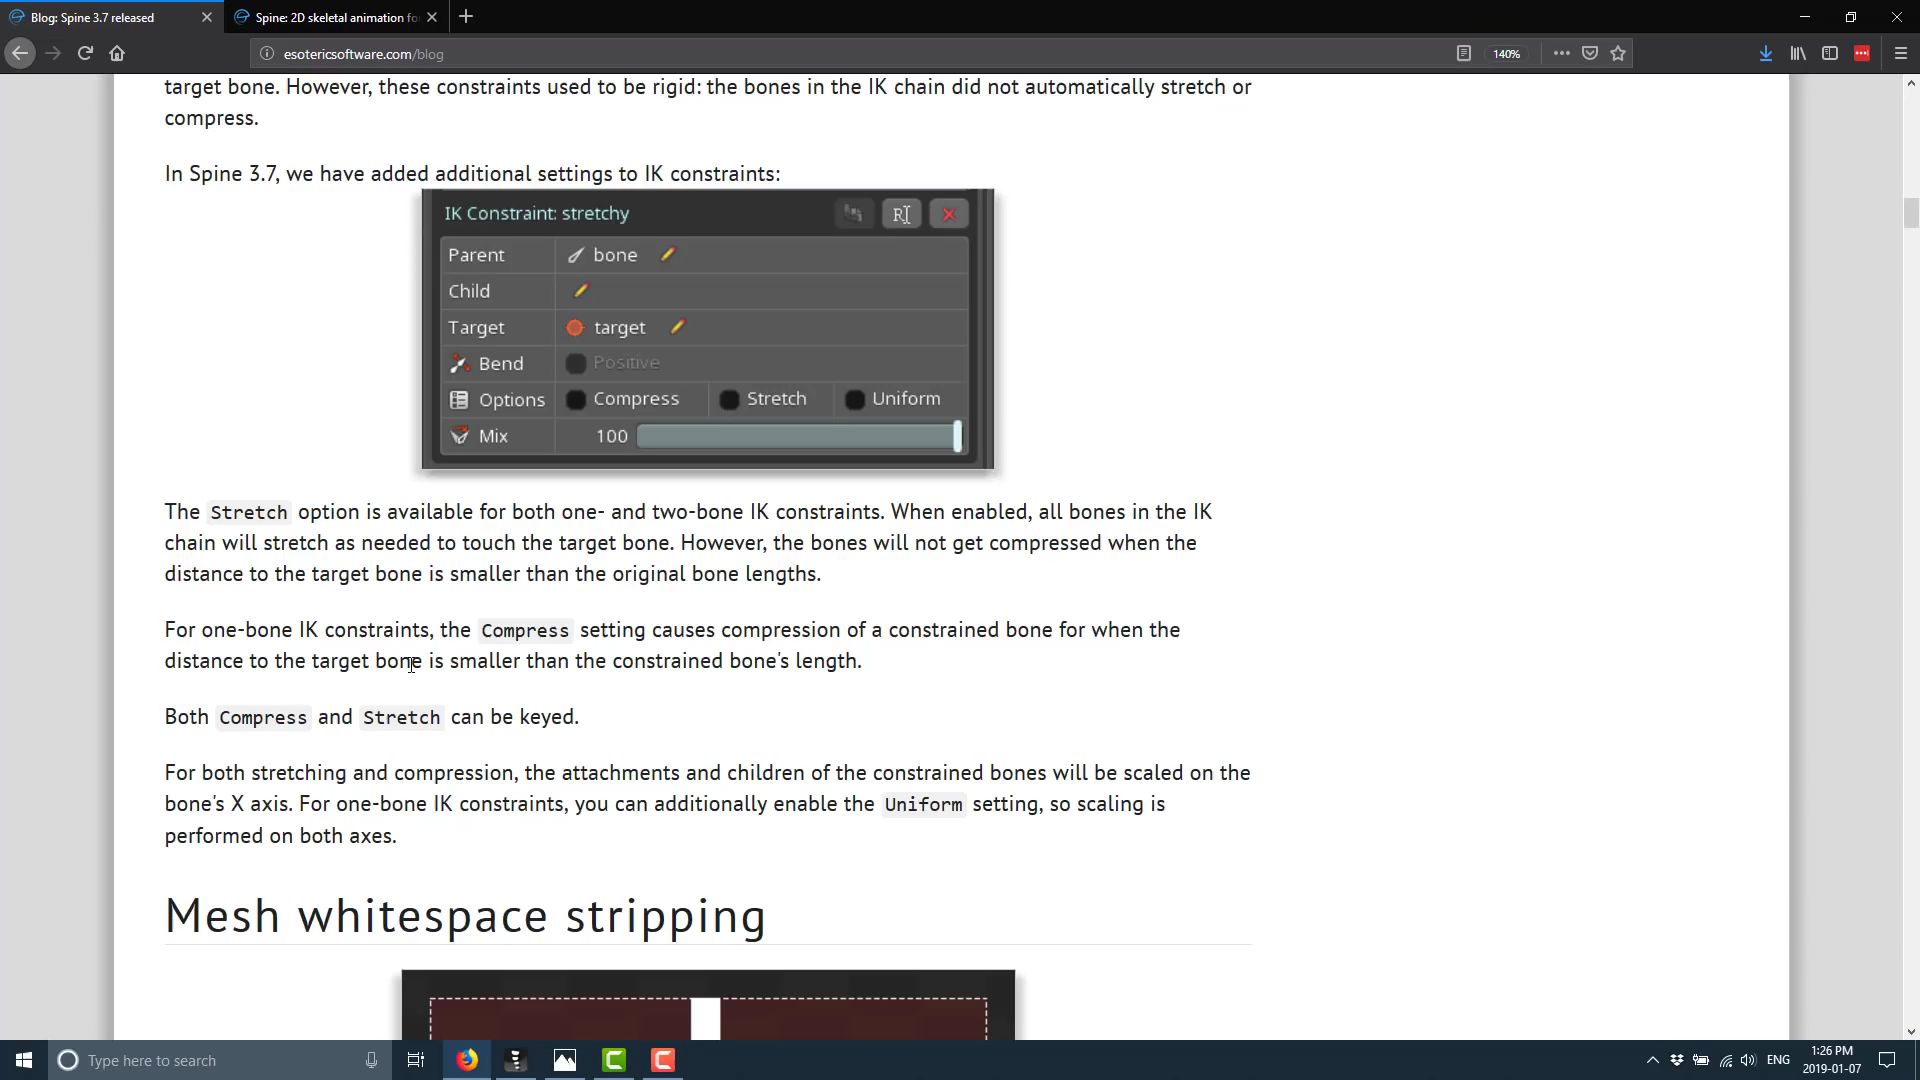 Blog: Spine 3.7 released
Spine: 2D skeletal animation fo
esotericsoftware.com/blog
140%
target bone. However, these constraints used to be rigid: the bones in the IK chain did not automatically stretch or
compress.
In Spine 3.7, we have added additional settings to IK constraints:
IK Constraint: stretchy
Parent bone
Child
Target target
Bend Positive
Options Compress Stretch Uniform
Mix 100
The Stretch option is available for both one- and two-bone IK constraints. When enabled, all bones in the IK
chain will stretch as needed to touch the target bone. However, the bones will not get compressed when the
distance to the target bone is smaller than the original bone lengths.
For one-bone IK constraints, the Compress setting causes compression of a constrained bone for when the
distance to the target bone is smaller than the constrained bone's length.
Both Compress and Stretch can be keyed.
For both stretching and compression, the attachments and children of the constrained bones will be scaled on the
bone's X axis. For one-bone IK constraints, you can additionally enable the Uniform setting, so scaling is
performed on both axes.
Mesh whitespace stripping
Type here to search
ENG
1:26 PM
2019-01-07